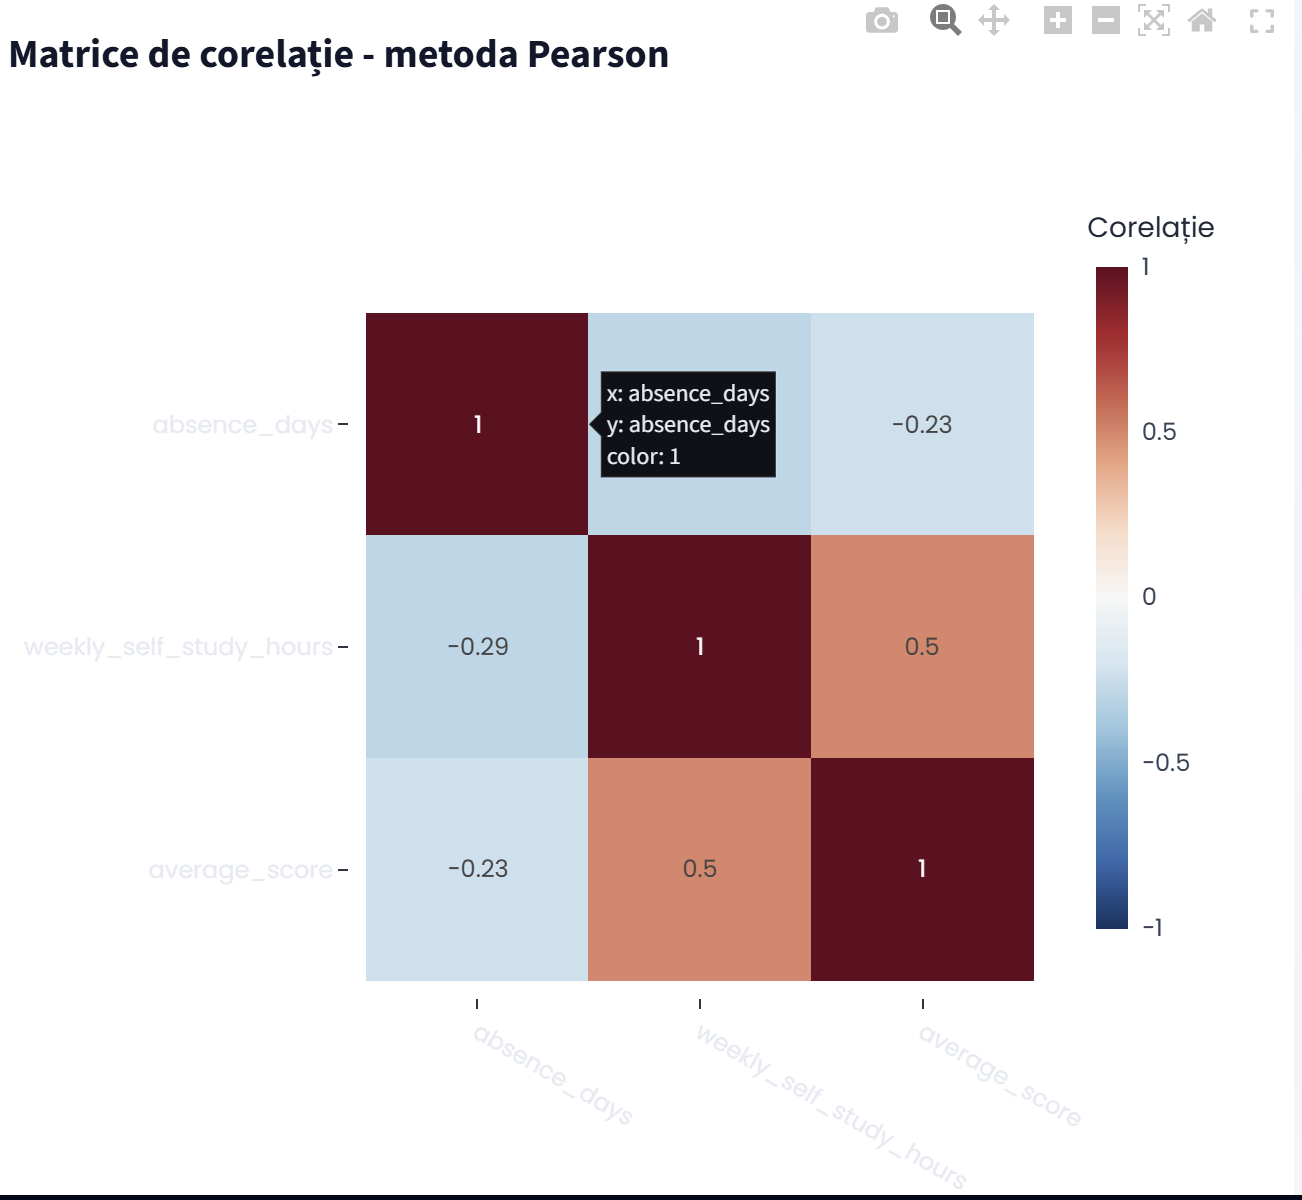 Matrice de corelație - metoda Pearson
Corelație
1
0.5
0
-0.5
-1
absence_days
1
x: absence_days
y: absence_days
color: 1
-0.23
weekly_self_study_hours
-0.29
1
0.5
average_score
-0.23
0.5
1
absence_days
weekly_self_study_hours
average_score